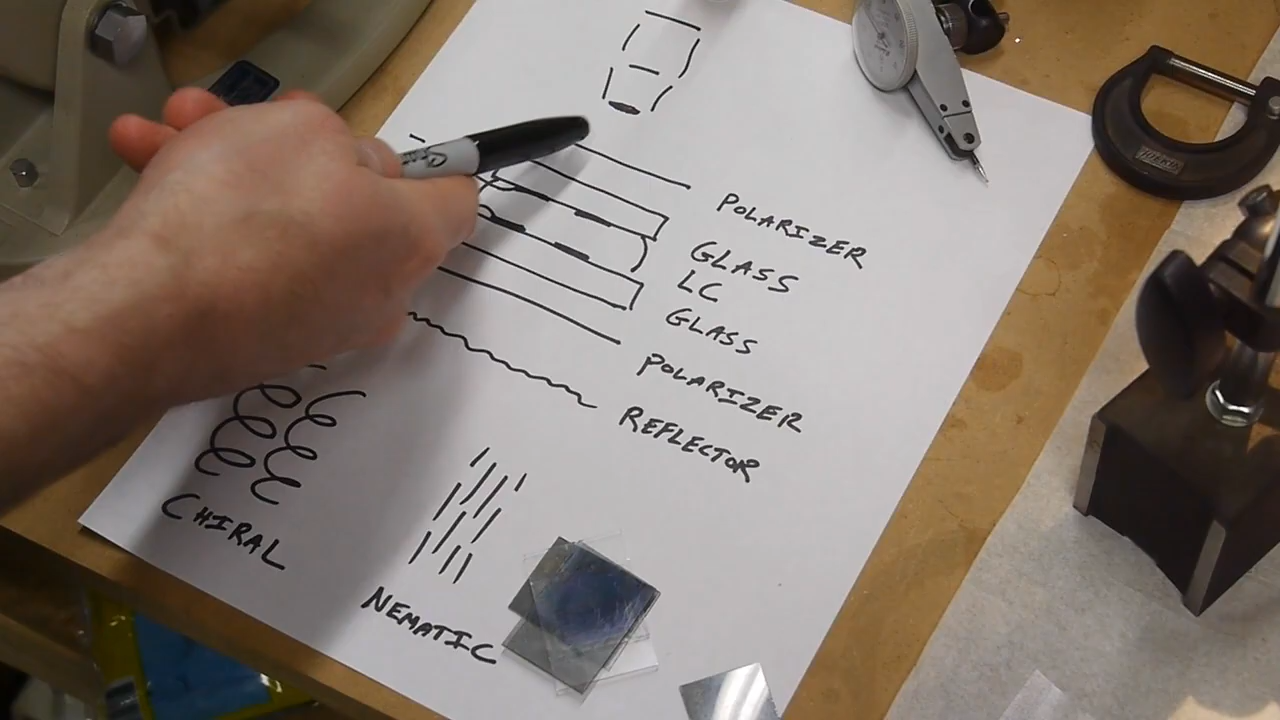 POLARIZER
GLASS
LC
GLASS
POLARIZER
REFLECTOR
CHIRAL
NEMATIC